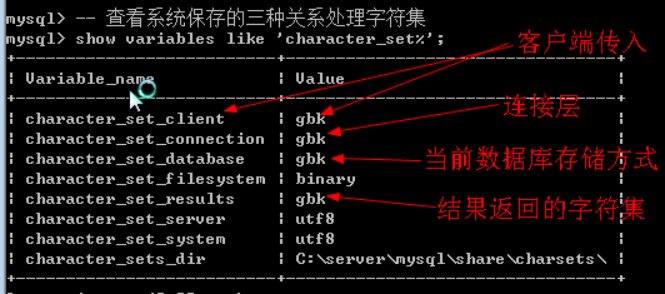 mysql> -- 查看系统保存的三种关系处理字符集
mysql> show variables like 'character_set%';
客户端传入
Variable_name | Value
连接层
character_set_client | gbk
character_set_connection | gbk
character_set_database | gbk
当前数据库存储方式
character_set_filesystem | binary
character_set_results | gbk
结果返回的字符集
character_set_server | utf8
character_set_system | utf8
character_sets_dir | C:\server\mysql\share\charsets\